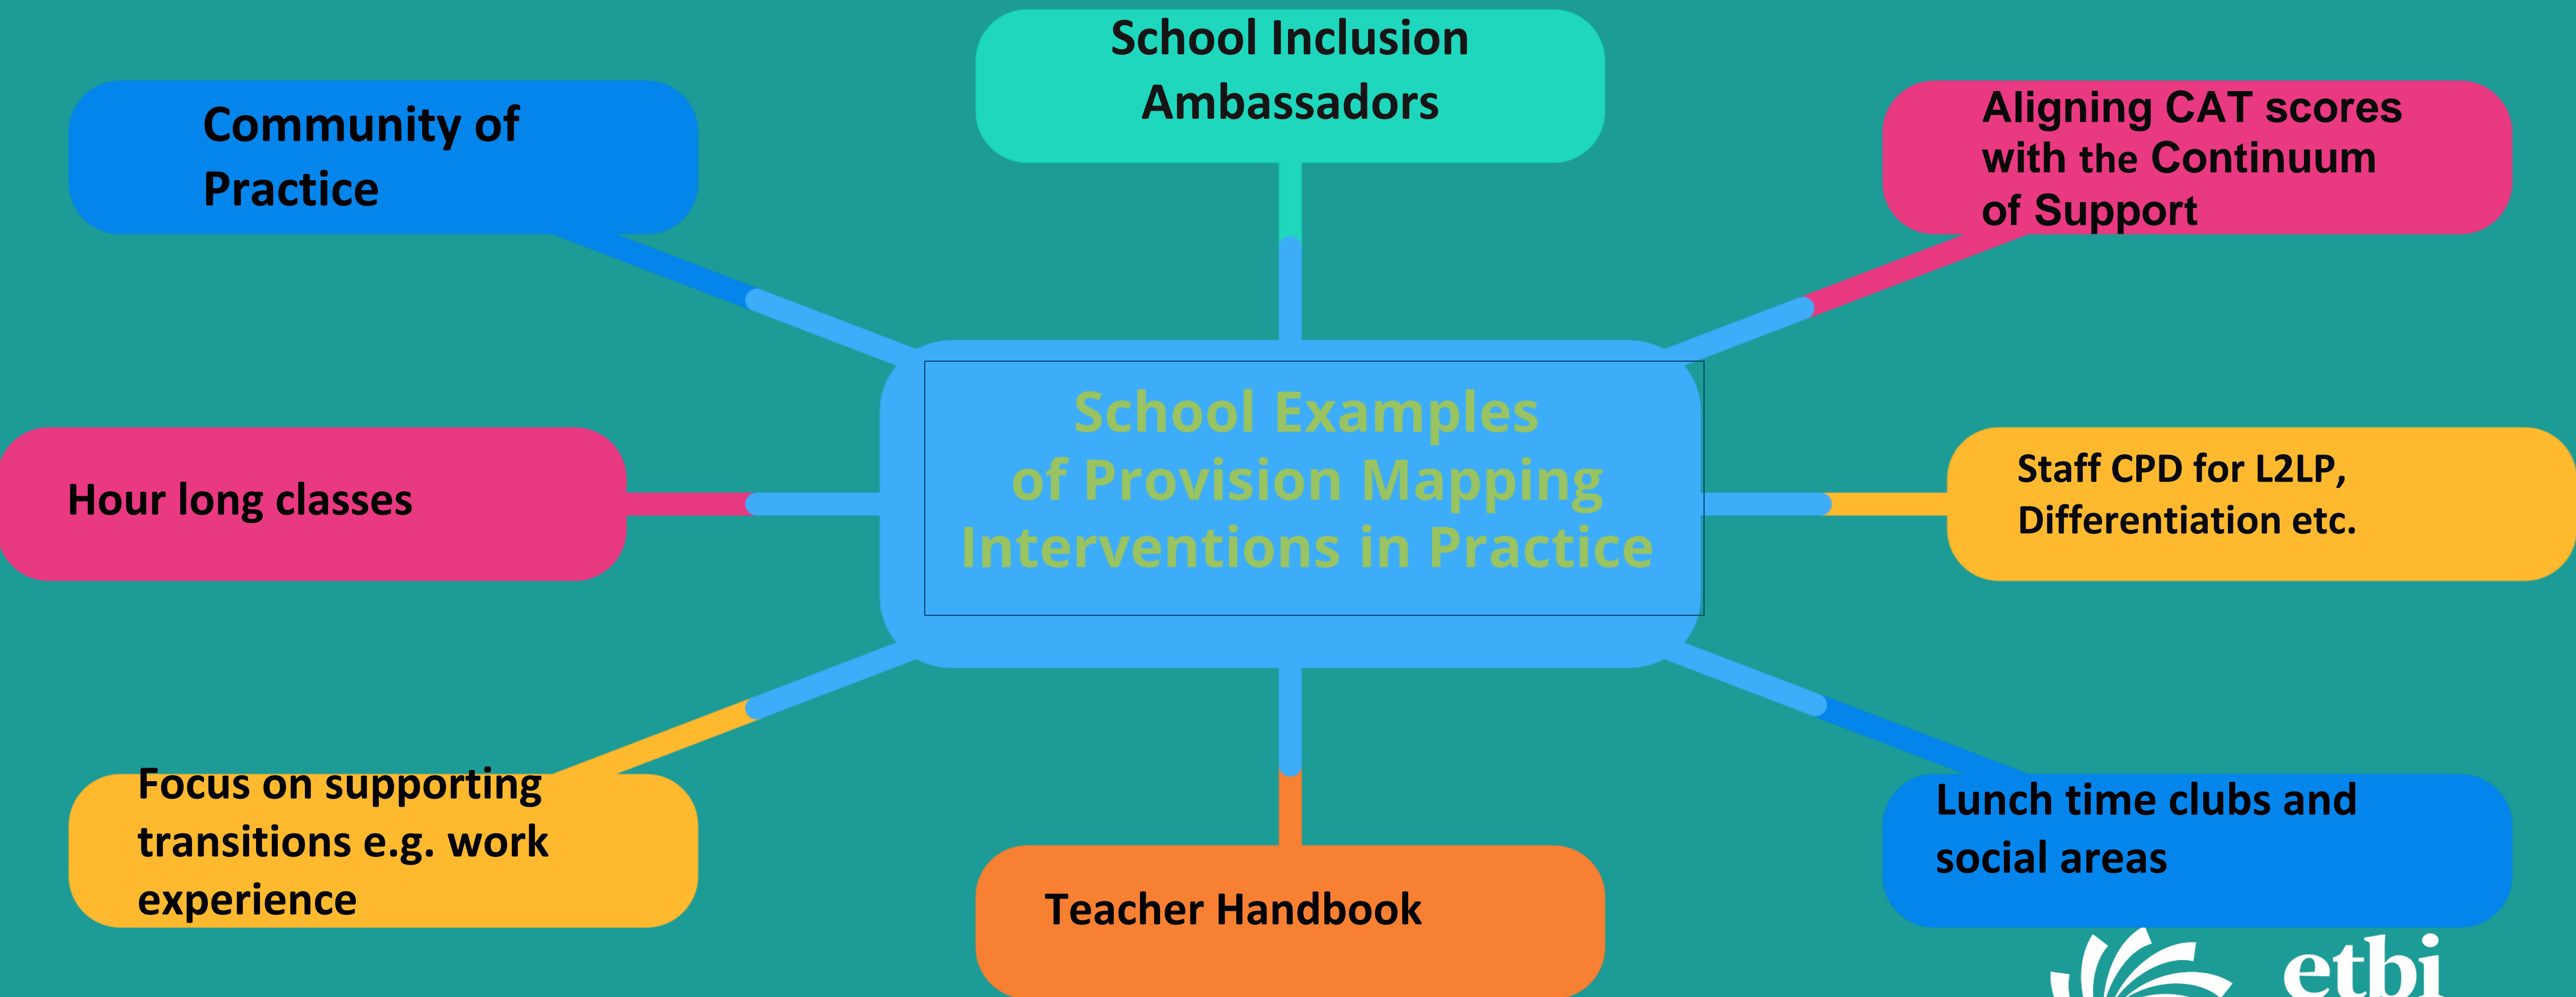 School Inclusion
Ambassadors
Community of
Practice
Aligning CAT scores
with the Continuum
of Support
School Examples
of Provision Mapping
Interventions in Practice
Hour long classes
Staff CPD for L2LP,
Differentiation etc.
Focus on supporting
transitions e.g. work
experience
Teacher Handbook
Lunch time clubs and
social areas
etbi